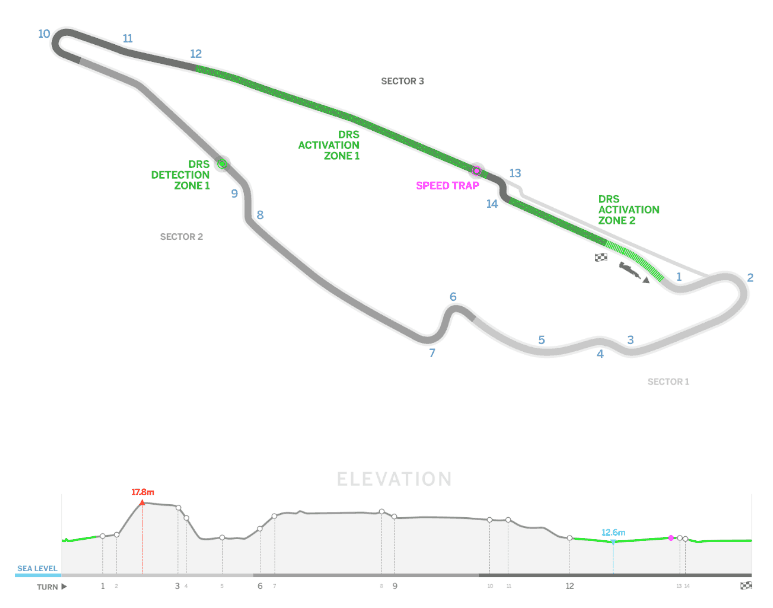 10
11
12
SECTOR 3
DRS
ACTIVATION
ZONE 1
DRS
DETECTION
ZONE 1
9
8
SECTOR 2
SPEED TRAP
13
14
DRS
ACTIVATION
ZONE 2
1
2
6
7
5
4
3
SECTOR 1
ELEVATION
17.8m
12.6m
SEA LEVEL
TURN 1 2 3 4 5 6 7 8 9 10 11 12 13 14